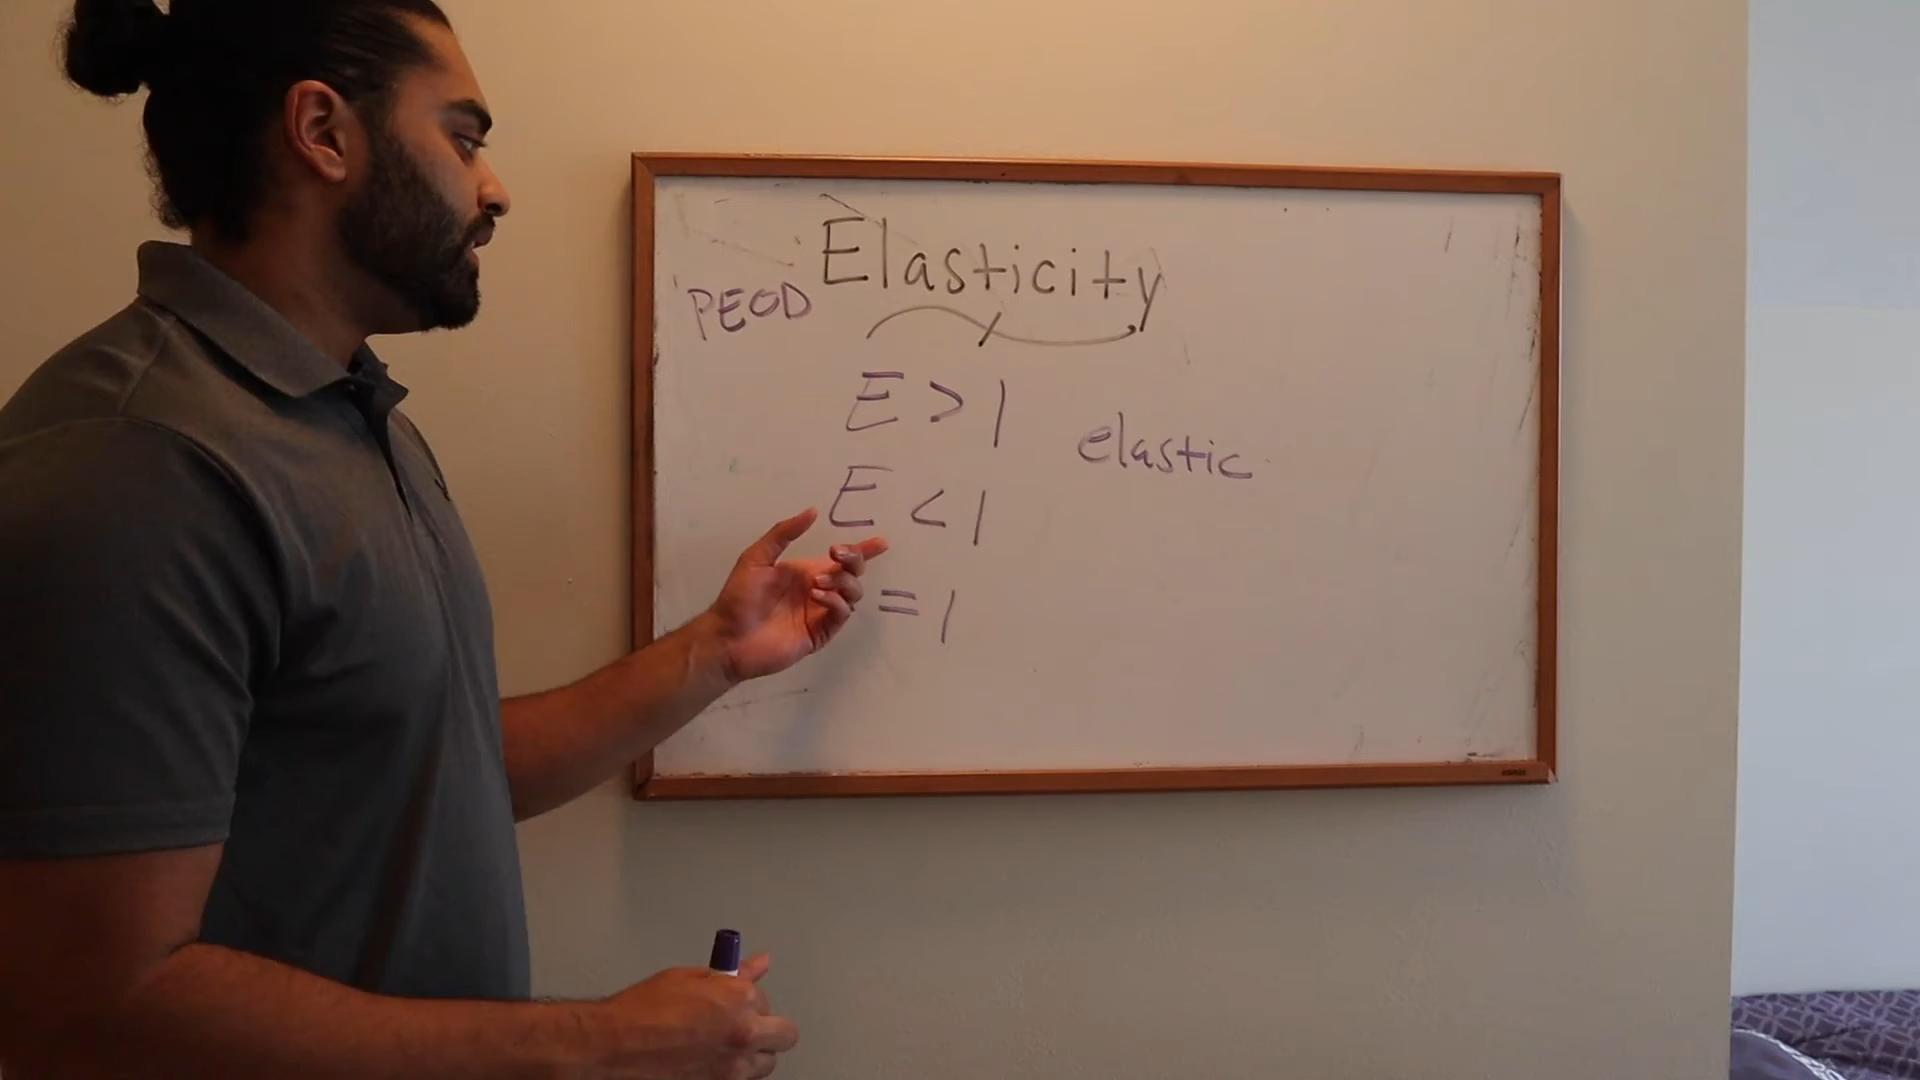 Elasticity
PEOD
E > 1 elastic
E < 1
= 1